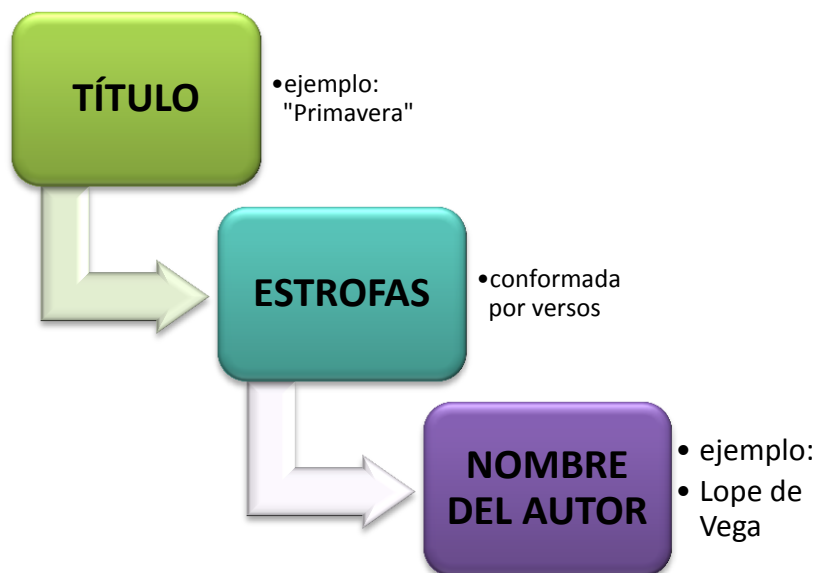 TÍTULO
•ejemplo:
"Primavera"
ESTROFAS
•conformada
por versos
NOMBRE
DEL AUTOR
• ejemplo:
• Lope de
Vega